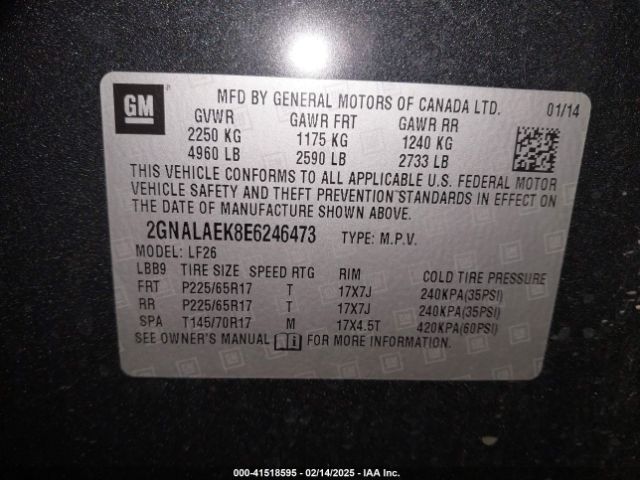 GM
MFD BY GENERAL MOTORS OF CANADA LTD. 01/14
GVWR GAWR FRT GAWR RR
2250 KG 1175 KG 1240 KG
4960 LB 2590 LB 2733 LB
THIS VEHICLE CONFORMS TO ALL APPLICABLE U.S. FEDERAL MOTOR
VEHICLE SAFETY AND THEFT PREVENTION STANDARDS IN EFFECT ON
THE DATE OF MANUFACTURE SHOWN ABOVE.
2GNALAEK8E6246473 TYPE: M.P.V.
MODEL: LF26
LBB9 TIRE SIZE SPEED RTG RIM COLD TIRE PRESSURE
FRT P225/65R17 T 17X7J 240KPA(35PSI)
RR P225/65R17 T 17X7J 240KPA(35PSI)
SPA T145/70R17 M 17X4.5T 420KPA(60PSI)
SEE OWNER'S MANUAL FOR MORE INFORMATION.
000-41518595 - 02/14/2025 - IAA Inc.